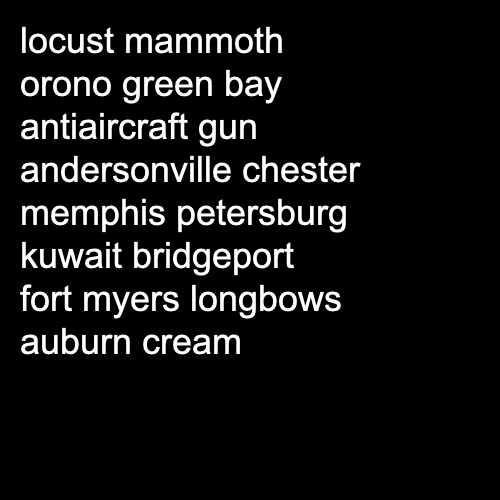 locust mammoth
orono green bay
antiaircraft gun
andersonville chester
memphis petersburg
kuwait bridgeport
fort myers longbows
auburn cream